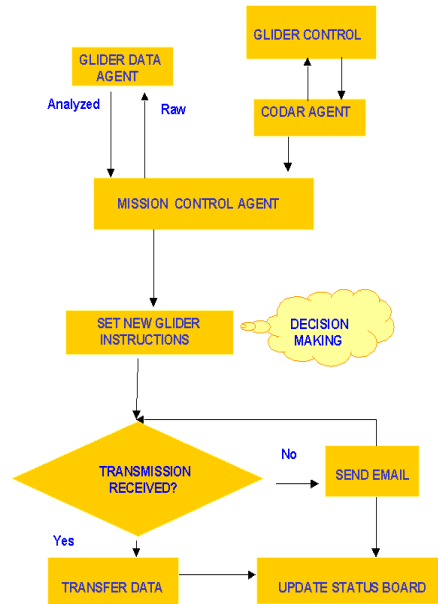 GLIDER CONTROL
GLIDER DATA
AGENT
Analyzed
Raw
CODAR AGENT
MISSION CONTROL AGENT
SET NEW GLIDER
INSTRUCTIONS
DECISION
MAKING
TRANSMISSION
RECEIVED?
No
SEND EMAIL
Yes
TRANSFER DATA
UPDATE STATUS BOARD